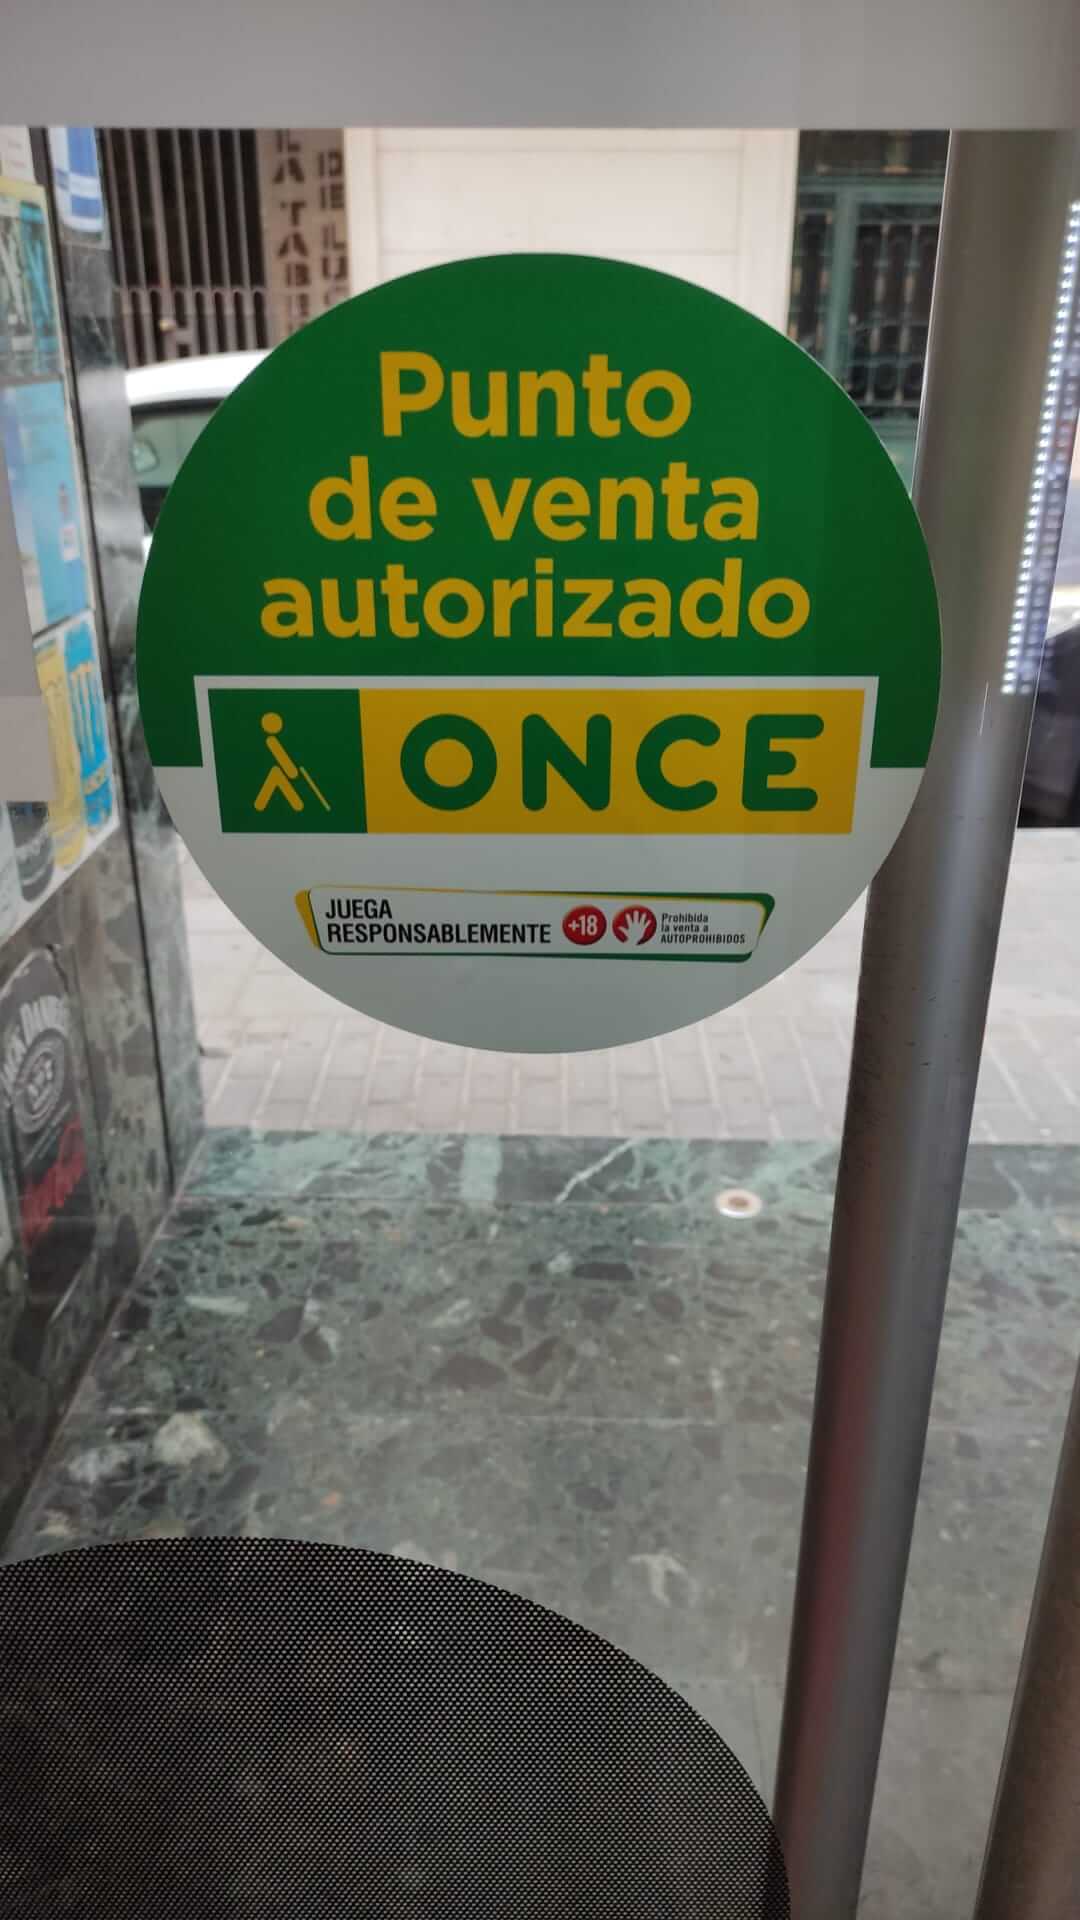 Punto
de venta
autorizado
ONCE
JUEGA
RESPONSABLEMENTE
+18
Prohibida
la venta a
AUTOPROHIBIDOS